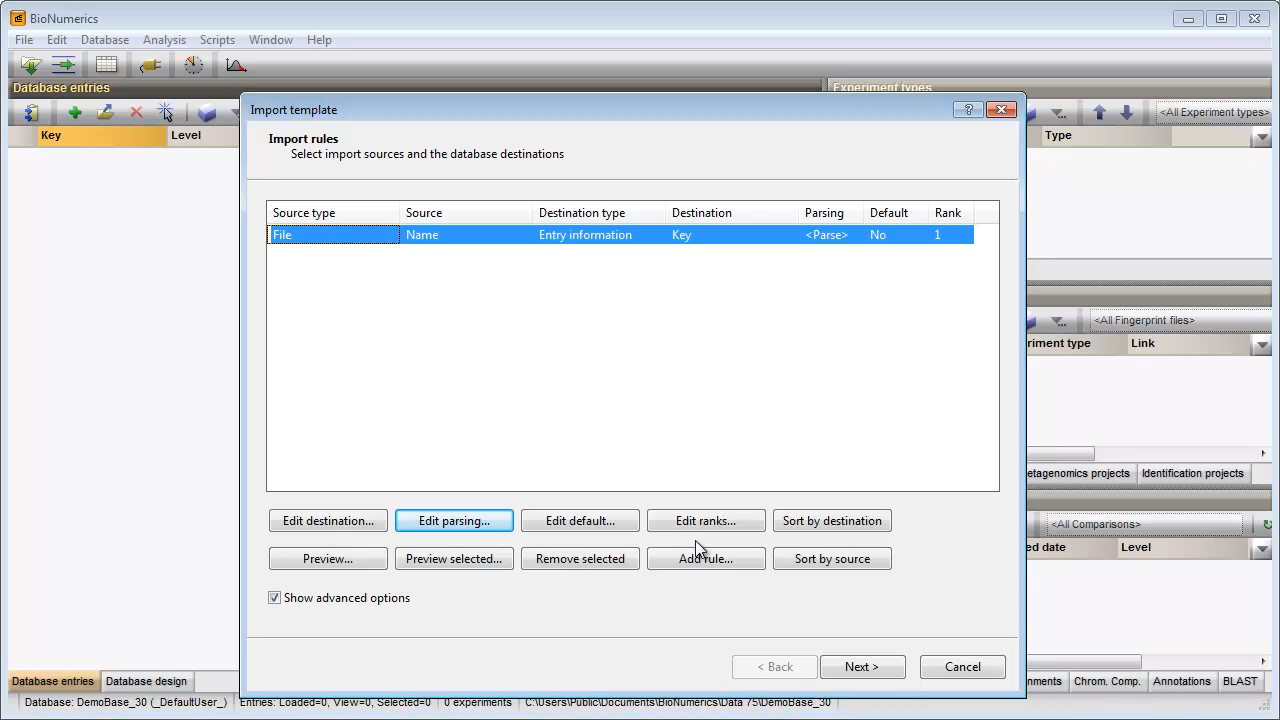 BioNumerics
File Edit Database Analysis Scripts Window Help
Database entries
Experiment types
<All Experiment types>
Key Level
Type
Import template
Import rules
Select import sources and the database destinations
Source type Source Destination type Destination Parsing Default Rank
File Name Entry information Key <Parse> No 1
<All Fingerprint files>
riment type Link
etagenomics projects Identification projects
Edit destination... Edit parsing... Edit default... Edit ranks... Sort by destination
<All Comparisons>
ed date Level
Preview... Preview selected... Remove selected Add rule... Sort by source
Show advanced options
< Back Next > Cancel
Database entries Database design
nments Chrom. Comp. Annotations BLAST
Database: DemoBase_30 (_DefaultUser_) Entries: Loaded=0, View=0, Selected=0 0 experiments C:\Users\Public\Documents\BioNumerics\Data 75\DemoBase_30